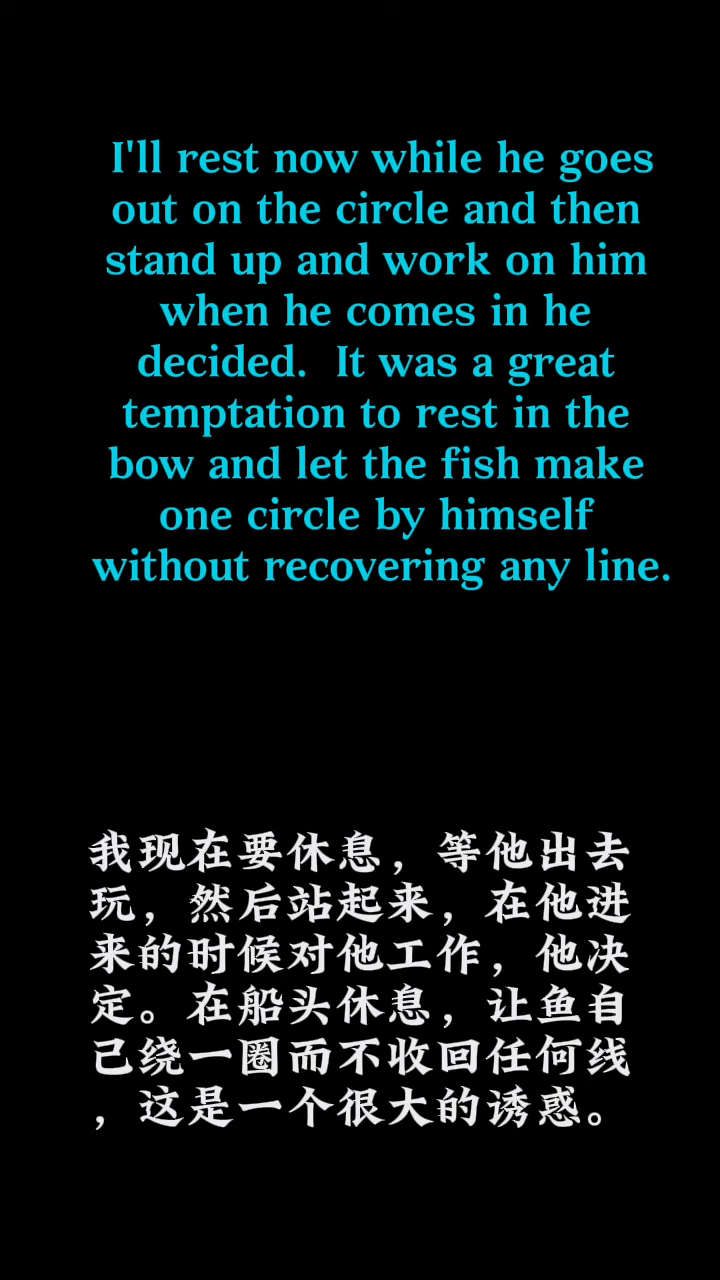 I'll rest now while he goes
out on the circle and then
stand up and work on him
when he comes in he
decided.  It was a great
temptation to rest in the
bow and let the fish make
one circle by himself
without recovering any line.
我现在要休息，等他出去
玩，然后站起来，在他进
来的时候对他工作，他决
定。在船头休息，让鱼自
己绕一圈而不收回任何线
，这是一个很大的诱惑。